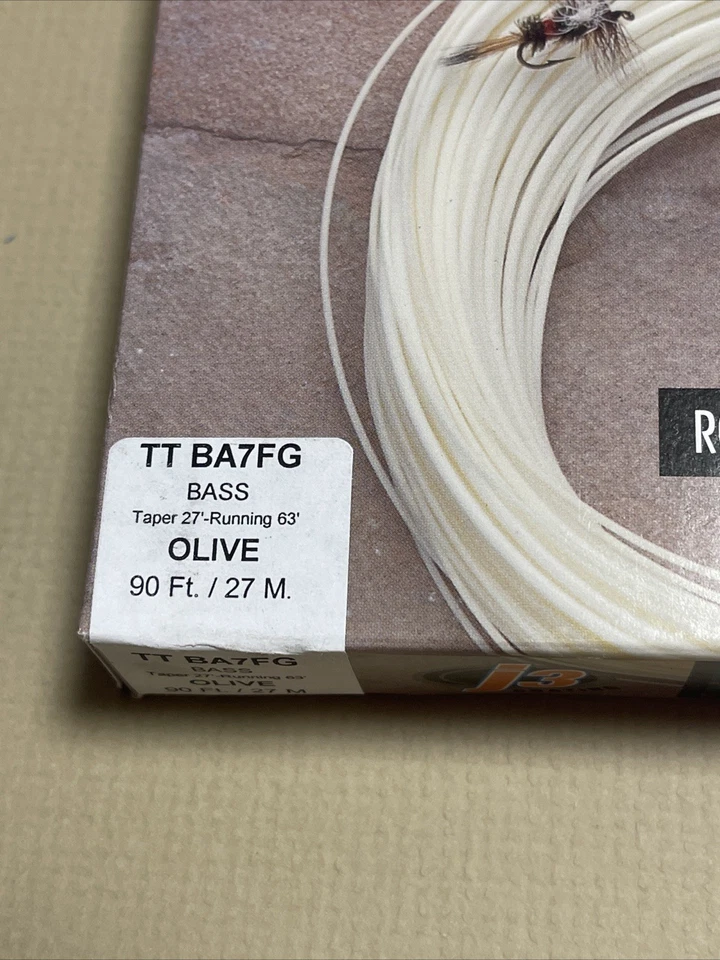 R
TT BA7FG
BASS
Taper 27'-Running 63'
OLIVE
90 Ft. / 27 M.
TT BA7FG
BASS
Taper 27'-Running 63'
OLIVE
90 Ft. / 27 M
j3